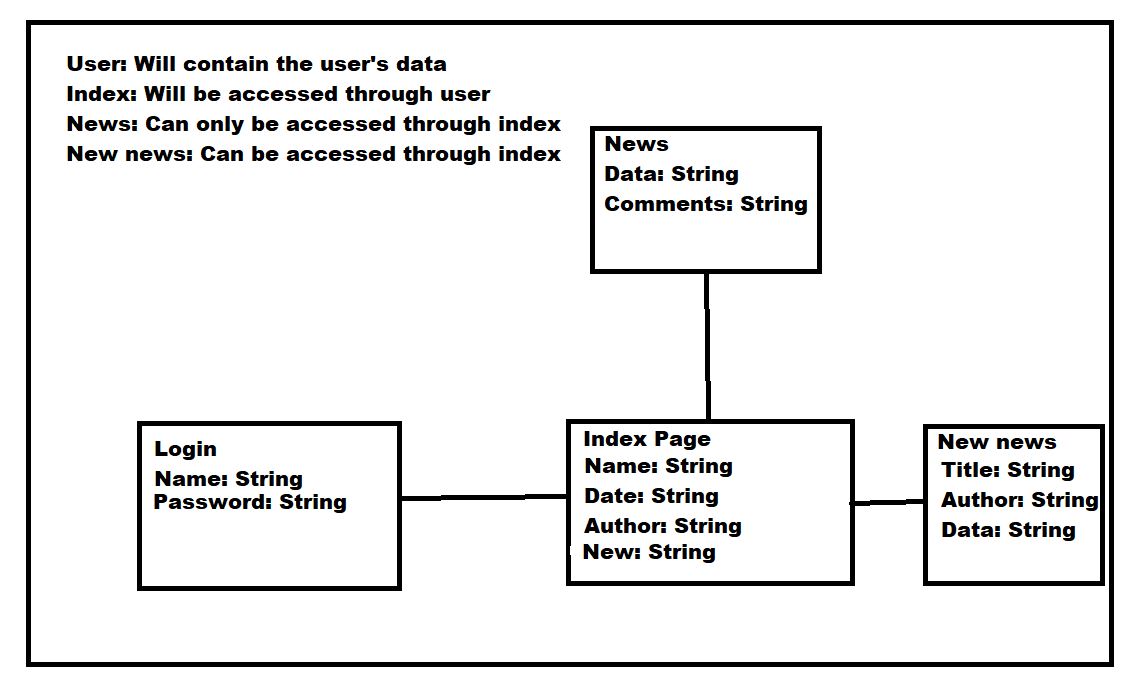 User: Will contain the user's data
Index: Will be accessed through user
News: Can only be accessed through index
New news: Can be accessed through index
News
Data: String
Comments: String
Login
Name: String
Password: String
Index Page
Name: String
Date: String
Author: String
New: String
New news
Title: String
Author: String
Data: String